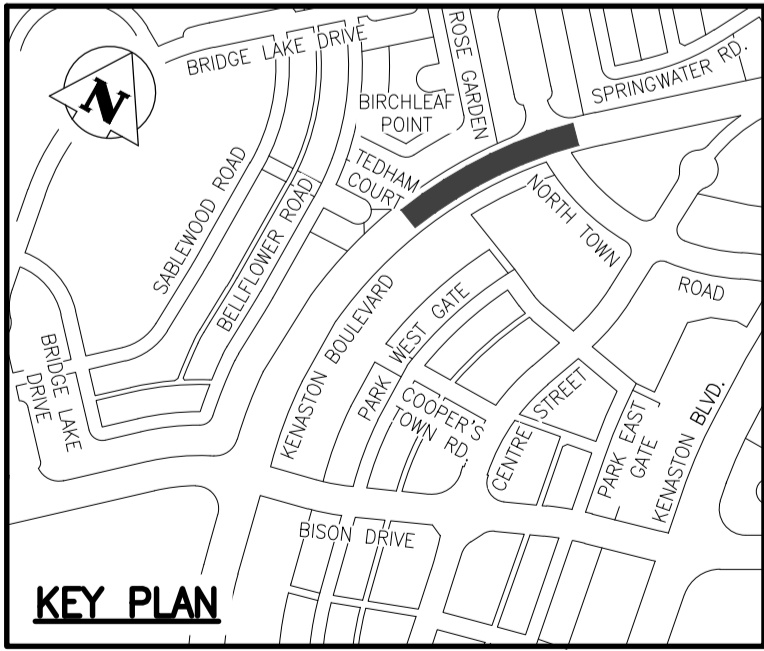 BRIDGE LAKE DRIVE
ROSE GARDEN
SPRINGWATER RD.
N
BIRCHLEAF
POINT
TEDHAM
COURT
SABLEWOOD ROAD
BELLFLOWER ROAD
NORTH TOWN
ROAD
KENASTON BOULEVARD
PARK WEST GATE
BRIDGE LAKE
DRIVE
COOPER'S
TOWN RD.
CENTRE STREET
PARK EAST
GATE
KENASTON BLVD.
BISON DRIVE
KEY PLAN